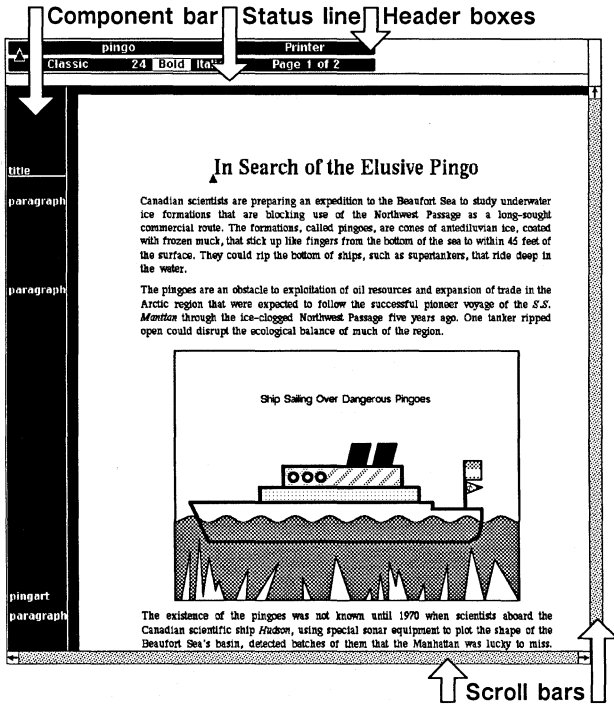 Component bar Status line Header boxes
pingo Printer
Classic 24 Bold Ital Page 1 of 2
title
In Search of the Elusive Pingo
paragraph
Canadian scientists are preparing an expedition to the Beaufort Sea to study underwater
ice formations that are blocking use of the Northwest Passage as a long-sought
commercial route. The formations, called pingoes, are cones of antediluvian ice, coated
with frozen muck, that stick up like fingers from the bottom of the sea to within 45 feet of
the surface. They could rip the bottom of ships, such as supertankers, that ride deep in
the water.
paragraph
The pingoes are an obstacle to exploitation of oil resources and expansion of trade in the
Arctic region that were expected to follow the successful pioneer voyage of the S.S.
Manttan through the ice-clogged Northwest Passage five years ago. One tanker ripped
open could disrupt the ecological balance of much of the region.
Ship Sailing Over Dangerous Pingoes
pingart
paragraph
The existence of the pingoes was not known until 1970 when scientists aboard the
Canadian scientific ship Hudson, using special sonar equipment to plot the shape of the
Beaufort Sea's basin, detected batches of them that the Manhattan was lucky to miss.
Scroll bars